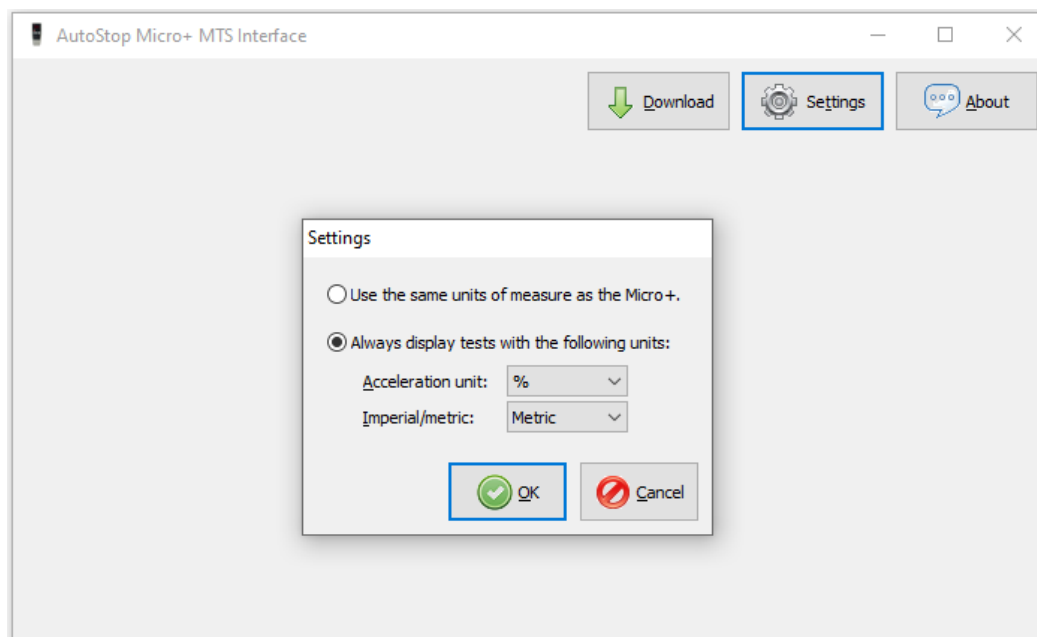 AutoStop Micro+ MTS Interface
Download
Settings
About
Settings
Use the same units of measure as the Micro+.
Always display tests with the following units:
Acceleration unit: %
Imperial/metric: Metric
OK
Cancel